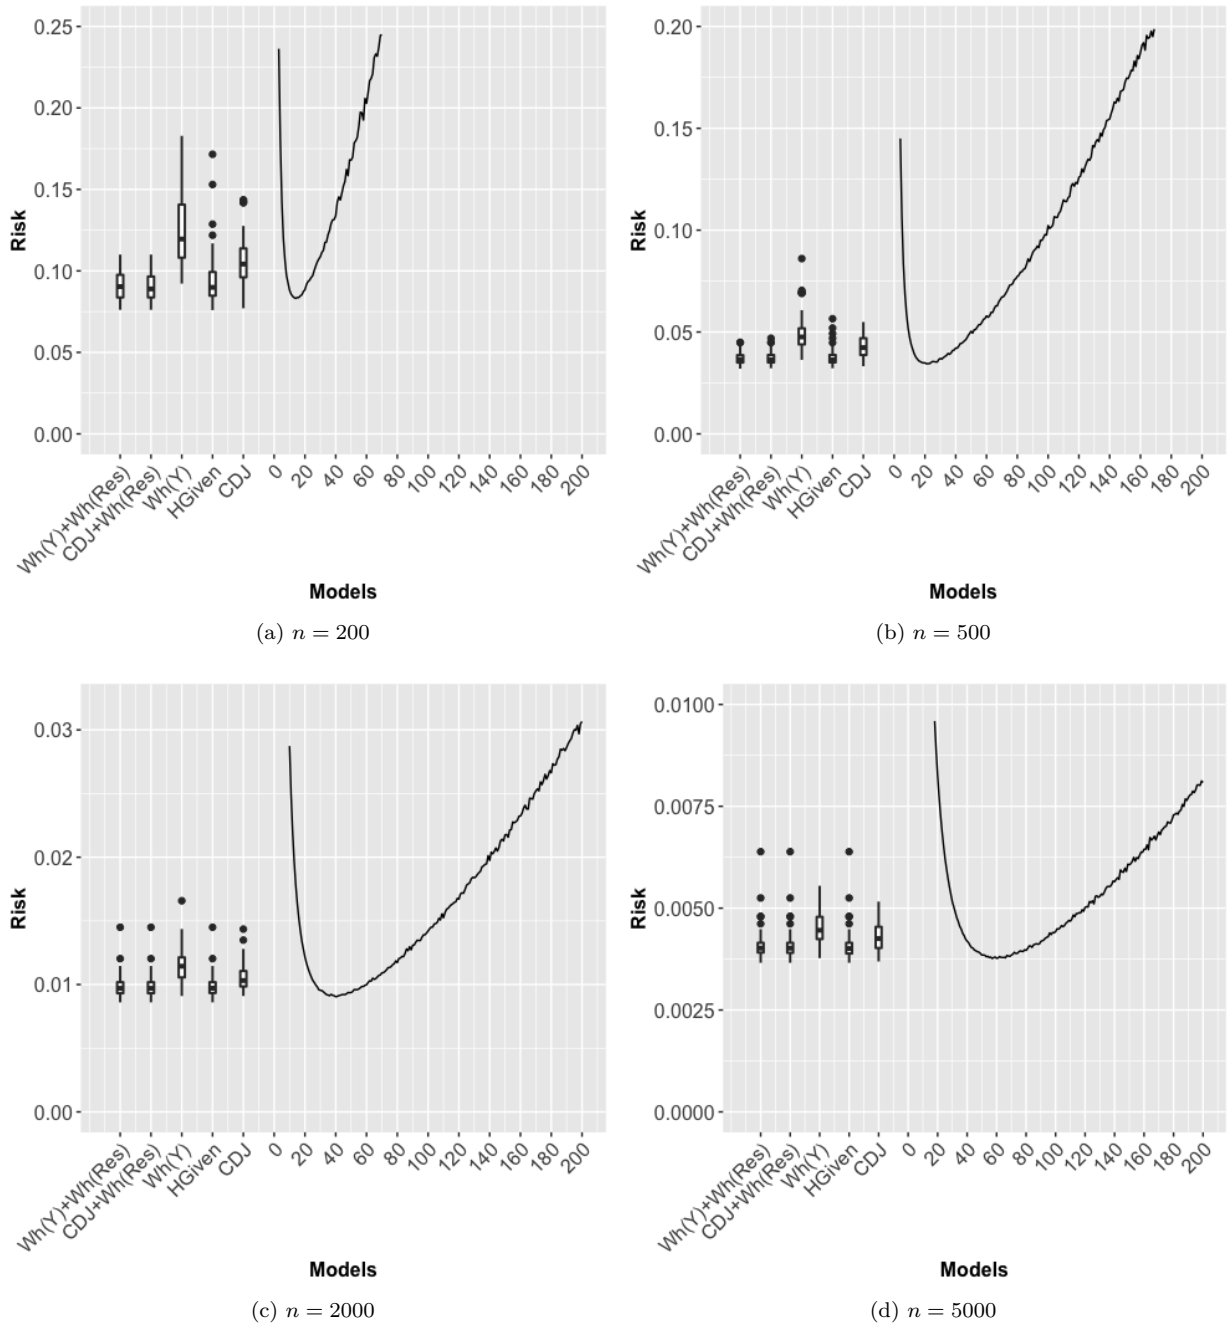 0.25
0.20
0.15
0.10
0.05
0.00
Risk
Wh(Y)+Wh(Res)
CDJ+Wh(Res)
Wh(Y)
HGiven
CDJ
0 20 40 60 80 100 120 140 160 180 200
Models
(a) n = 200
0.20
0.15
0.10
0.05
0.00
Risk
Wh(Y)+Wh(Res)
CDJ+Wh(Res)
Wh(Y)
HGiven
CDJ
0 20 40 60 80 100 120 140 160 180 200
Models
(b) n = 500
0.03
0.02
0.01
0.00
Risk
Wh(Y)+Wh(Res)
CDJ+Wh(Res)
Wh(Y)
HGiven
CDJ
0 20 40 60 80 100 120 140 160 180 200
Models
(c) n = 2000
0.0100
0.0075
0.0050
0.0025
0.0000
Risk
Wh(Y)+Wh(Res)
CDJ+Wh(Res)
Wh(Y)
HGiven
CDJ
0 20 40 60 80 100 120 140 160 180 200
Models
(d) n = 5000